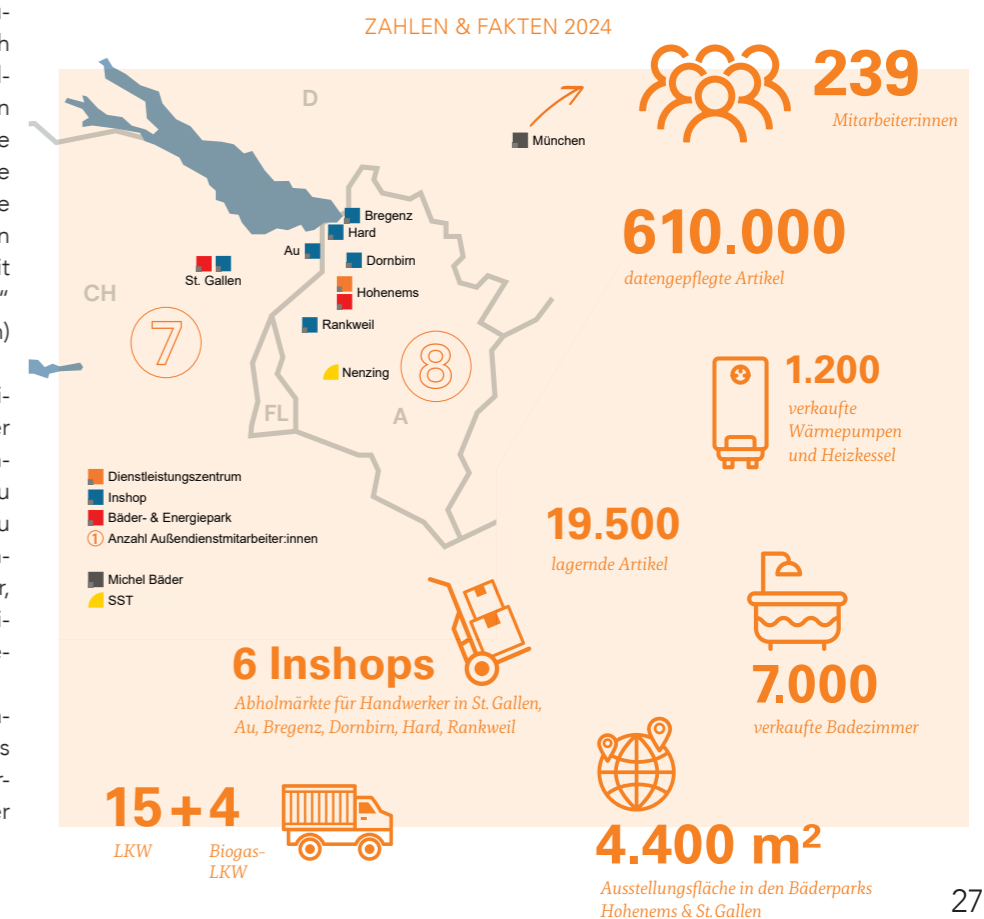 ZAHLEN & FAKTEN 2024
D
München
239
Mitarbeiter:innen
Bregenz
Hard
Au
Dornbirn
St. Gallen
Hohenems
CH
7
Rankweil
8
Nenzing
FL
A
610.000
datengepflegte Artikel
1.200
verkaufte
Wärmepumpen
und Heizkessel
Dienstleistungszentrum
Inshop
Bäder- & Energiepark
1 Anzahl Außendienstmitarbeiter:innen
Michel Bäder
SST
19.500
lagernde Artikel
6 Inshops
Abholmärkte für Handwerker in St. Gallen,
Au, Bregenz, Dornbirn, Hard, Rankweil
7.000
verkaufte Badezimmer
15 + 4
LKW Biogas-
LKW
4.400 m²
Ausstellungsfläche in den Bäderparks
Hohenems & St. Gallen
27